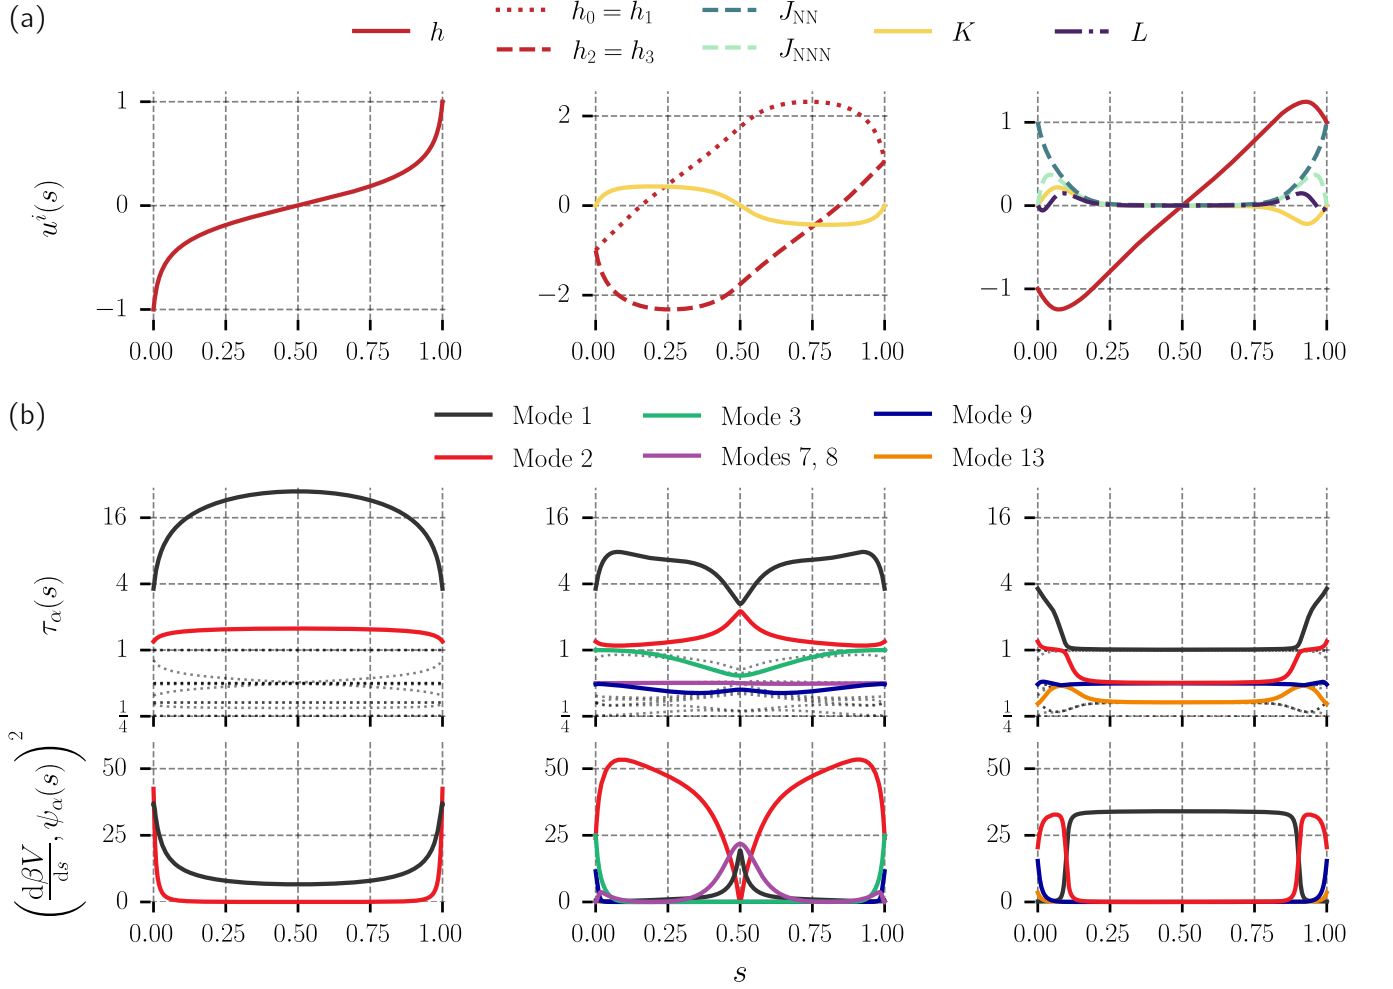 (a)
h
h₀ = h₁
h₂ = h₃
J_NN
J_NNN
K
L
uⁱ(s)
1
0
−1
0.00 0.25 0.50 0.75 1.00
2
0
−2
0.00 0.25 0.50 0.75 1.00
1
0
−1
0.00 0.25 0.50 0.75 1.00
(b)
Mode 1
Mode 2
Mode 3
Modes 7, 8
Mode 9
Mode 13
τ_α(s)
16
4
1
1/4
16
4
1
1/4
16
4
1
1/4
(dβV/ds, ψ_α(s))²
50
25
0
0.00 0.25 0.50 0.75 1.00
50
25
0
0.00 0.25 0.50 0.75 1.00
50
25
0
0.00 0.25 0.50 0.75 1.00
s